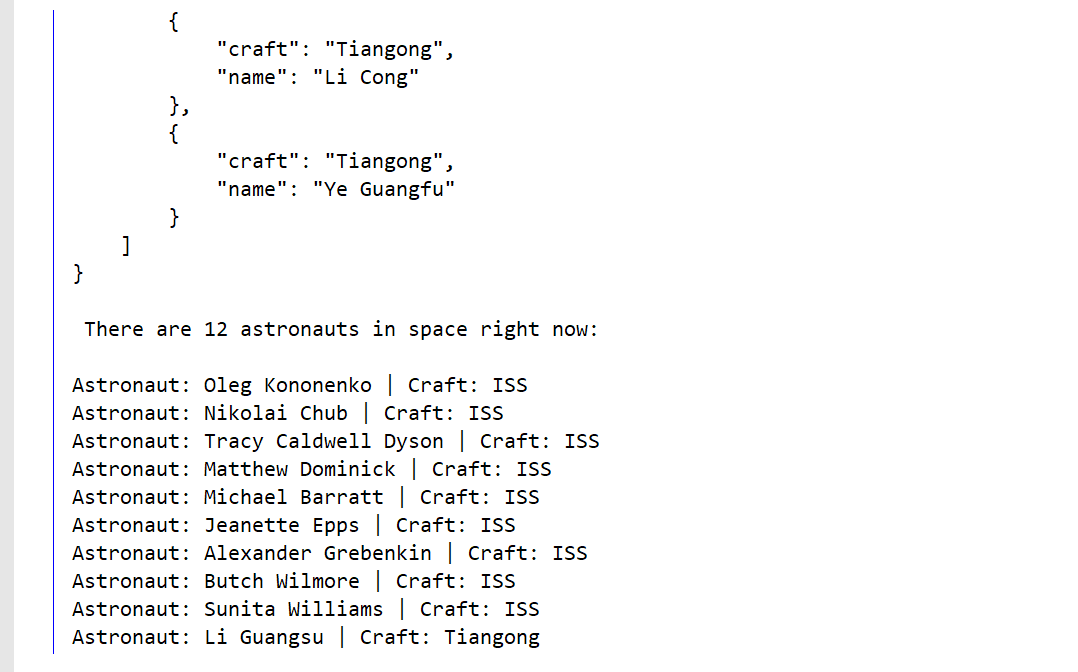 {
"craft": "Tiangong",
"name": "Li Cong"
},
{
"craft": "Tiangong",
"name": "Ye Guangfu"
}
]
}
There are 12 astronauts in space right now:
Astronaut: Oleg Kononenko | Craft: ISS
Astronaut: Nikolai Chub | Craft: ISS
Astronaut: Tracy Caldwell Dyson | Craft: ISS
Astronaut: Matthew Dominick | Craft: ISS
Astronaut: Michael Barratt | Craft: ISS
Astronaut: Jeanette Epps | Craft: ISS
Astronaut: Alexander Grebenkin | Craft: ISS
Astronaut: Butch Wilmore | Craft: ISS
Astronaut: Sunita Williams | Craft: ISS
Astronaut: Li Guangsu | Craft: Tiangong